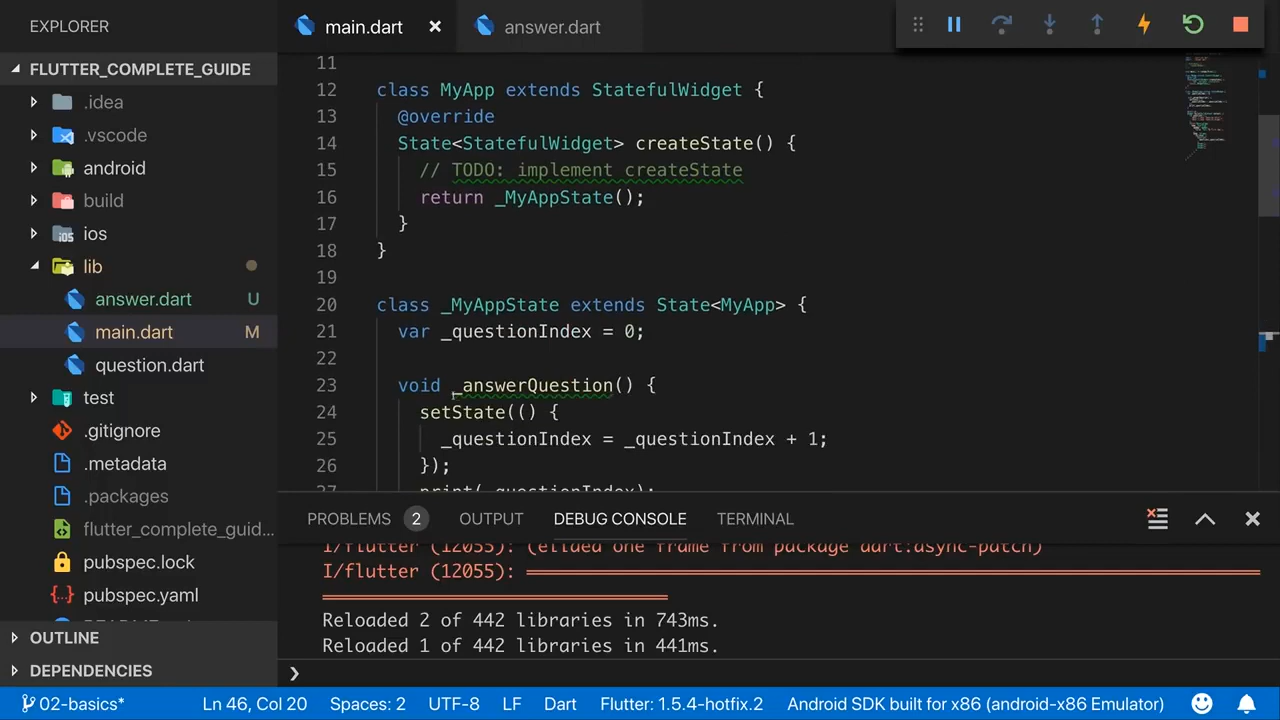 EXPLORER
main.dart
answer.dart
FLUTTER_COMPLETE_GUIDE
.idea
.vscode
android
build
ios
lib
answer.dart U
main.dart M
question.dart
test
.gitignore
.metadata
.packages
flutter_complete_guid...
pubspec.lock
pubspec.yaml
OUTLINE
DEPENDENCIES
11
12 class MyApp extends StatefulWidget {
13 @override
14 State<StatefulWidget> createState() {
15 // TODO: implement createState
16 return _MyAppState();
17 }
18 }
19
20 class _MyAppState extends State<MyApp> {
21 var _questionIndex = 0;
22
23 void _answerQuestion() {
24 setState(() {
25 _questionIndex = _questionIndex + 1;
26 });
27 print(_questionIndex);
PROBLEMS 2 OUTPUT DEBUG CONSOLE TERMINAL
I/flutter (12055): (elided one frame from package dart:async-patch)
I/flutter (12055): ════════════════════════════════
Reloaded 2 of 442 libraries in 743ms.
Reloaded 1 of 442 libraries in 441ms.
02-basics* Ln 46, Col 20 Spaces: 2 UTF-8 LF Dart Flutter: 1.5.4-hotfix.2 Android SDK built for x86 (android-x86 Emulator)